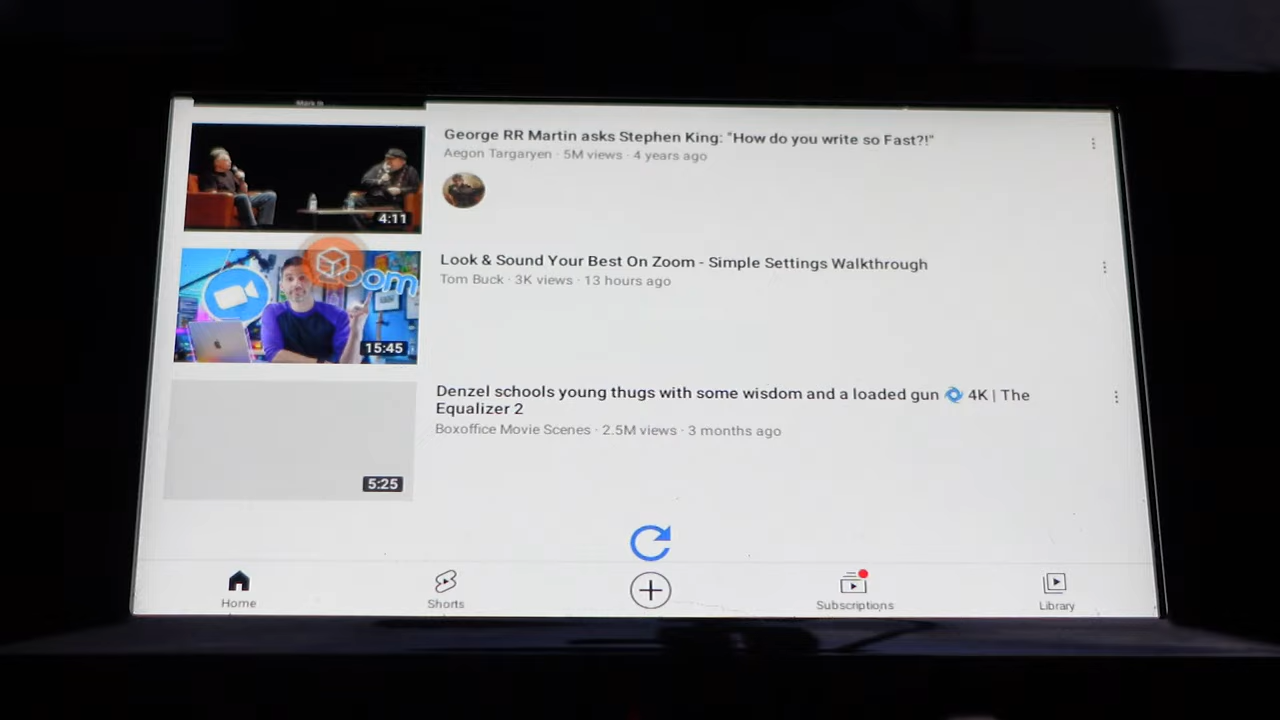 George RR Martin asks Stephen King: "How do you write so Fast?!"
Aegon Targaryen · 5M views · 4 years ago
4:11
Look & Sound Your Best On Zoom - Simple Settings Walkthrough
Tom Buck · 3K views · 13 hours ago
oom
15:45
Denzel schools young thugs with some wisdom and a loaded gun 🌀 4K | The
Equalizer 2
Boxoffice Movie Scenes · 2.5M views · 3 months ago
5:25
Home
Shorts
Subscriptions
Library